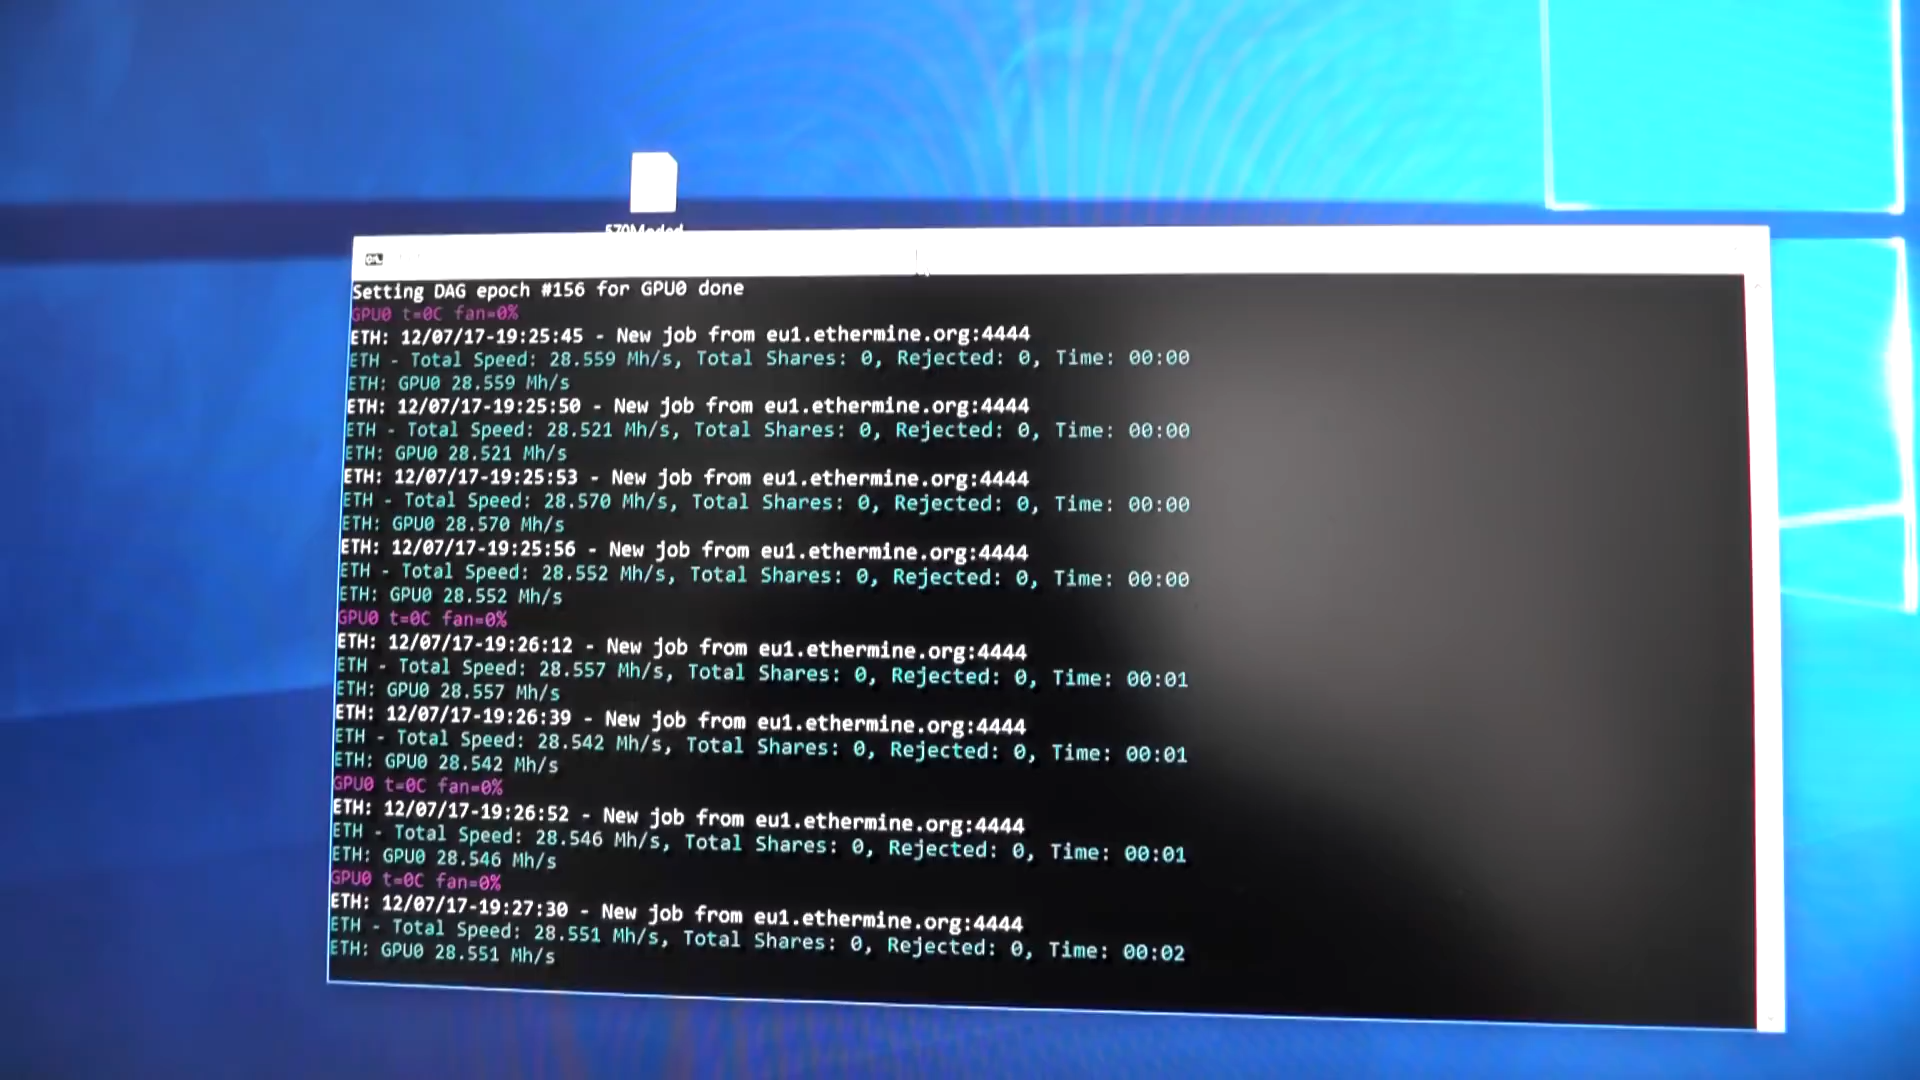 570Moded
Setting DAG epoch #156 for GPU0 done
GPU0 t=0C fan=0%
ETH: 12/07/17-19:25:45 - New job from eu1.ethermine.org:4444
ETH - Total Speed: 28.559 Mh/s, Total Shares: 0, Rejected: 0, Time: 00:00
ETH: GPU0 28.559 Mh/s
ETH: 12/07/17-19:25:50 - New job from eu1.ethermine.org:4444
ETH - Total Speed: 28.521 Mh/s, Total Shares: 0, Rejected: 0, Time: 00:00
ETH: GPU0 28.521 Mh/s
ETH: 12/07/17-19:25:53 - New job from eu1.ethermine.org:4444
ETH - Total Speed: 28.570 Mh/s, Total Shares: 0, Rejected: 0, Time: 00:00
ETH: GPU0 28.570 Mh/s
ETH: 12/07/17-19:25:56 - New job from eu1.ethermine.org:4444
ETH - Total Speed: 28.552 Mh/s, Total Shares: 0, Rejected: 0, Time: 00:00
ETH: GPU0 28.552 Mh/s
GPU0 t=0C fan=0%
ETH: 12/07/17-19:26:12 - New job from eu1.ethermine.org:4444
ETH - Total Speed: 28.557 Mh/s, Total Shares: 0, Rejected: 0, Time: 00:01
ETH: GPU0 28.557 Mh/s
ETH: 12/07/17-19:26:39 - New job from eu1.ethermine.org:4444
ETH - Total Speed: 28.542 Mh/s, Total Shares: 0, Rejected: 0, Time: 00:01
ETH: GPU0 28.542 Mh/s
GPU0 t=0C fan=0%
ETH: 12/07/17-19:26:52 - New job from eu1.ethermine.org:4444
ETH - Total Speed: 28.546 Mh/s, Total Shares: 0, Rejected: 0, Time: 00:01
ETH: GPU0 28.546 Mh/s
GPU0 t=0C fan=0%
ETH: 12/07/17-19:27:30 - New job from eu1.ethermine.org:4444
ETH - Total Speed: 28.551 Mh/s, Total Shares: 0, Rejected: 0, Time: 00:02
ETH: GPU0 28.551 Mh/s